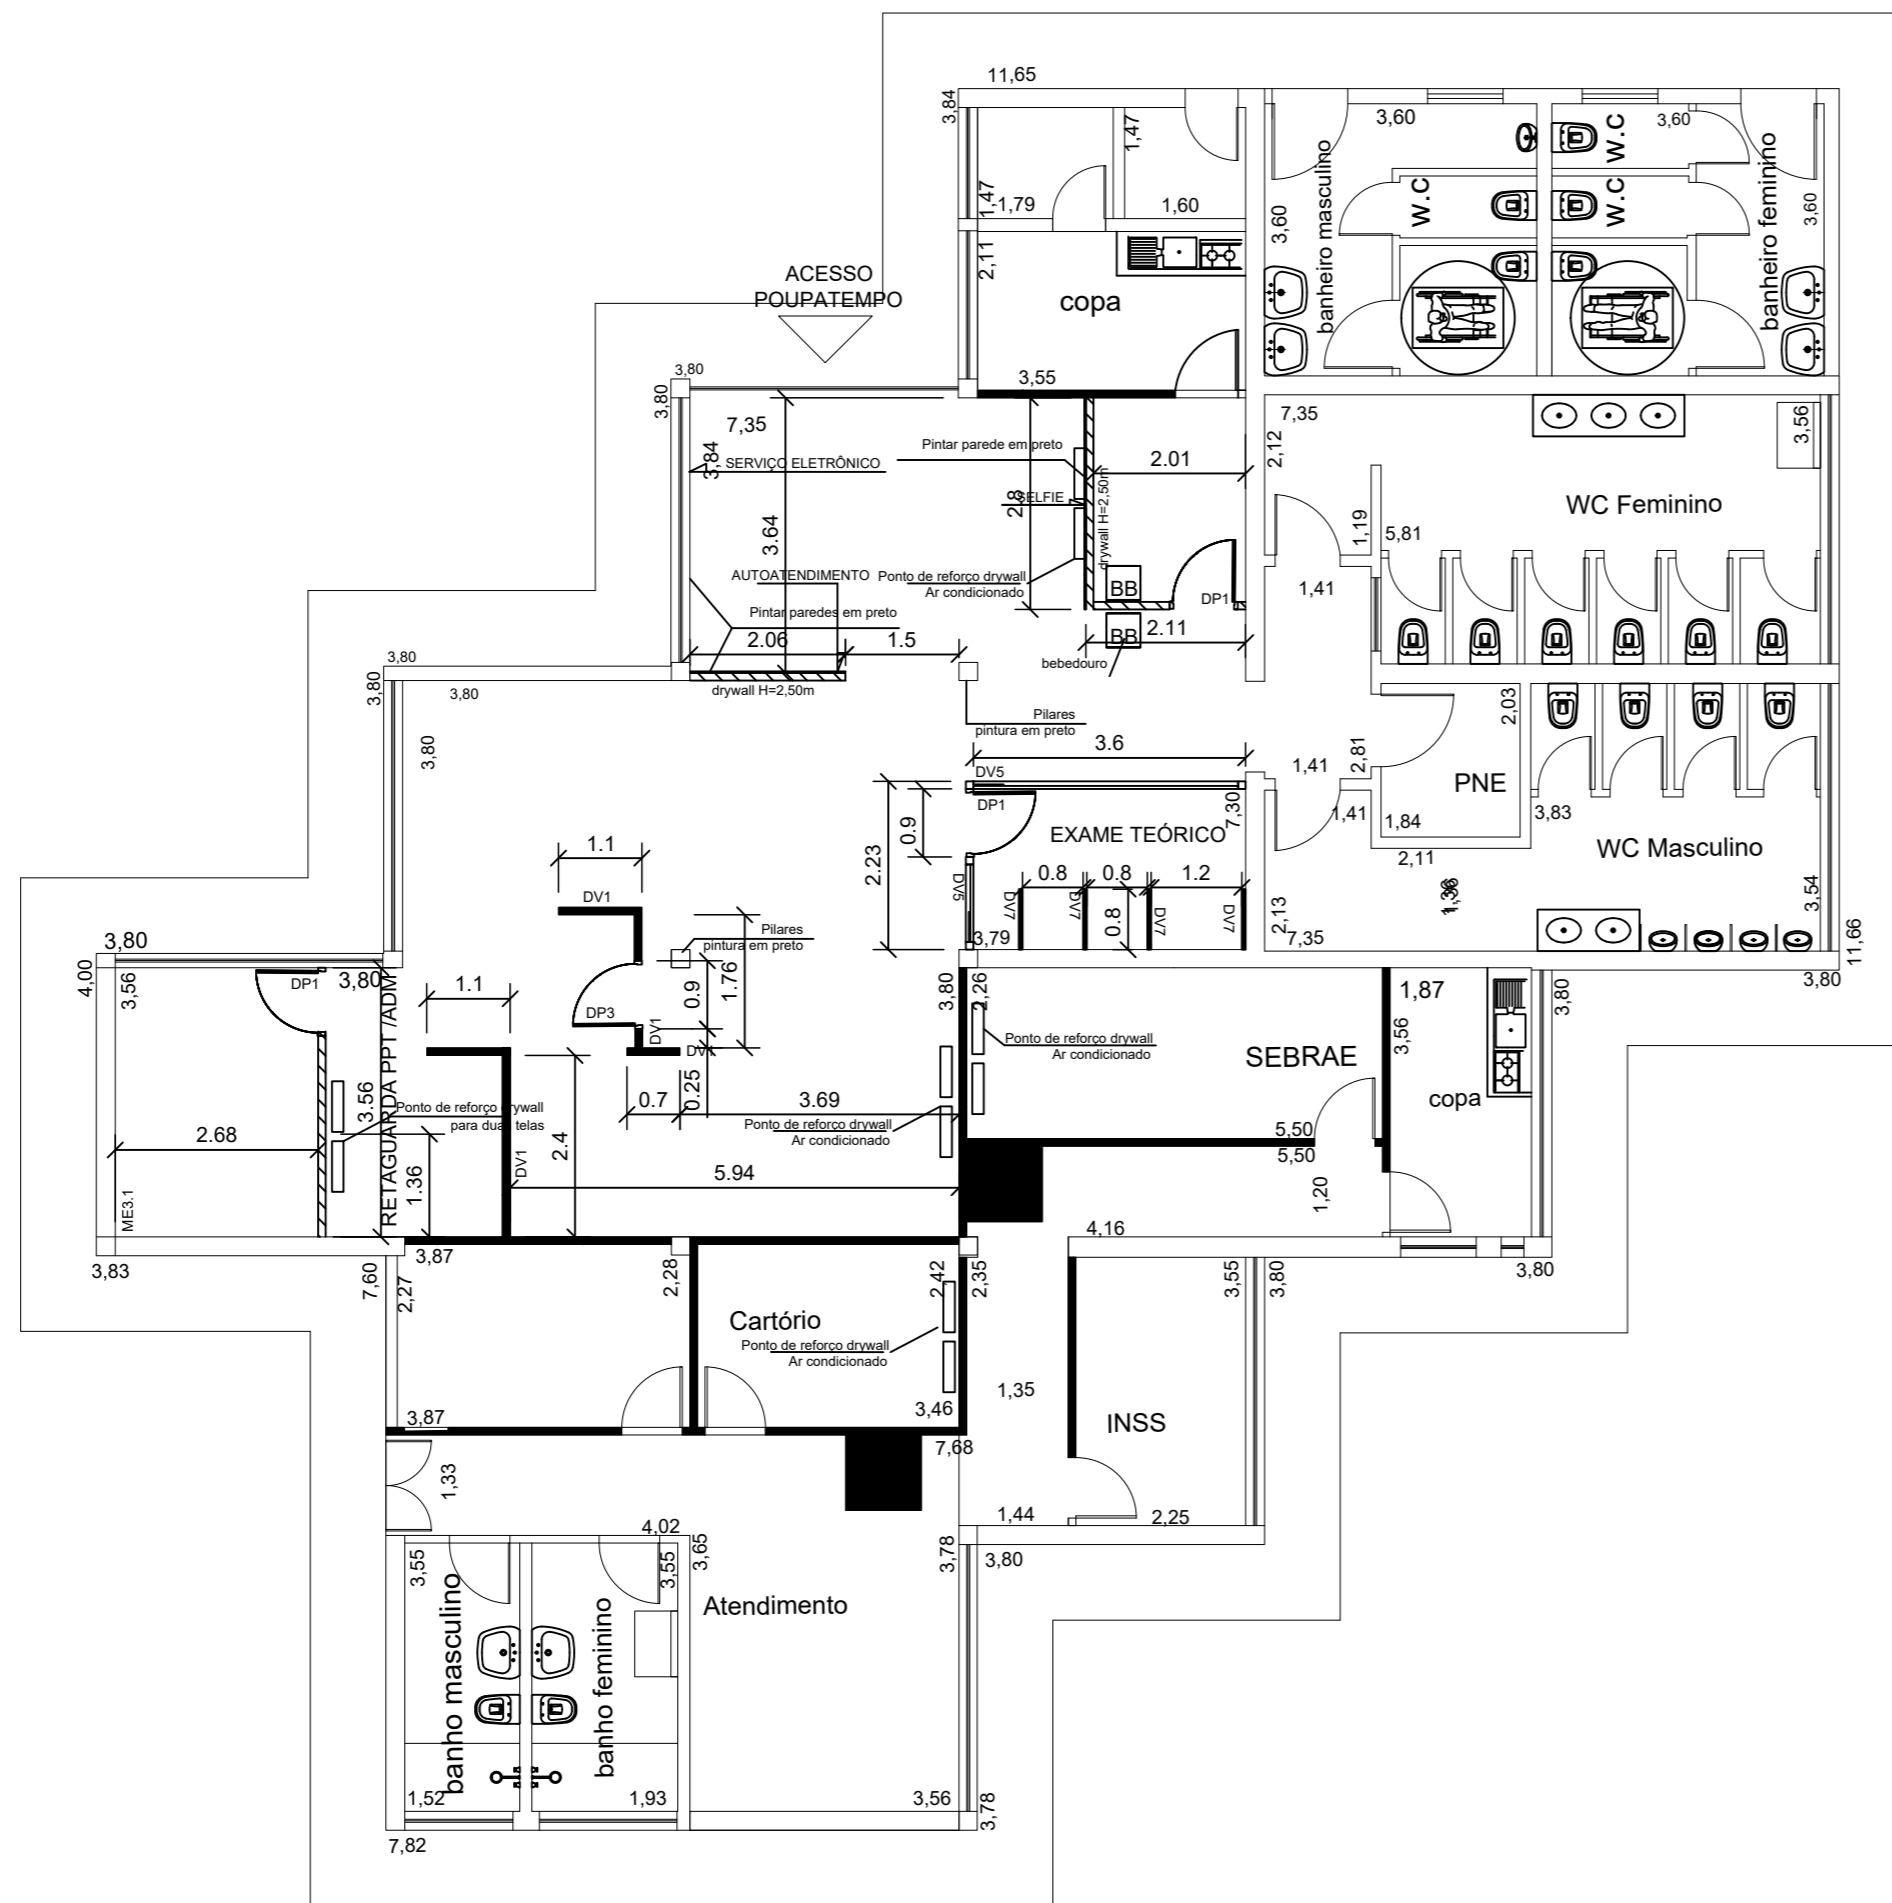 11,65
3,84
1,47
1,47
1,79
1,60
2,11
copa
3,55
3,60
3,60
banheiro masculino
W.C
3,60
W.C
W.C
3,60
banheiro feminino
3,60
ACESSO
POUPATEMPO
3,80
3,80
7,35
3,84
SERVIÇO ELETRÔNICO
3.64
Pintar parede em preto
SELFIE
2.8
drywall H=2,50m
2.01
AUTOATENDIMENTO
Ponto de reforço drywall
Ar condicionado
Pintar paredes em preto
2.06
1.5
drywall H=2,50m
BB
BB
DP1
2.11
bebedouro
7,35
2,12
3,56
WC Feminino
1,19
5,81
1,41
3,80
3,80
3,80
3,80
Pilares
pintura em preto
3.6
DV5
DP1
0.9
2.23
DV5
EXAME TEÓRICO
7,30
0.8
0.8
1.2
0.8
DV7
DV7
DV7
DV7
3,79
1,41
2,81
1,41
2,03
PNE
1,84
2,11
3,83
WC Masculino
1,36
3,54
2,13
7,35
11,66
3,80
1.1
DV1
Pilares
pintura em preto
1.76
0.9
DP3
DV1
DV1
0.25
0.7
3.69
1.1
2.4
DV1
5.94
Ponto de reforço drywall
Ar condicionado
3,80
4,00
3,56
DP1
3,80
RETAGUARDA PPT /ADM
3.56
Ponto de reforço drywall
para duas telas
2.68
1.36
ME3.1
3,83
3,80
2,26
Ponto de reforço drywall
Ar condicionado
SEBRAE
5,50
5,50
1,87
3,56
copa
3,80
1,20
4,16
3,80
3,87
7,60
2,27
2,28
Cartório
Ponto de reforço drywall
Ar condicionado
2,42
2,35
3,46
3,87
7,68
3,55
3,80
1,35
INSS
1,44
2,25
3,80
1,33
4,02
3,55
3,55
3,65
banho masculino
banho feminino
Atendimento
3,78
1,52
1,93
3,56
3,78
7,82